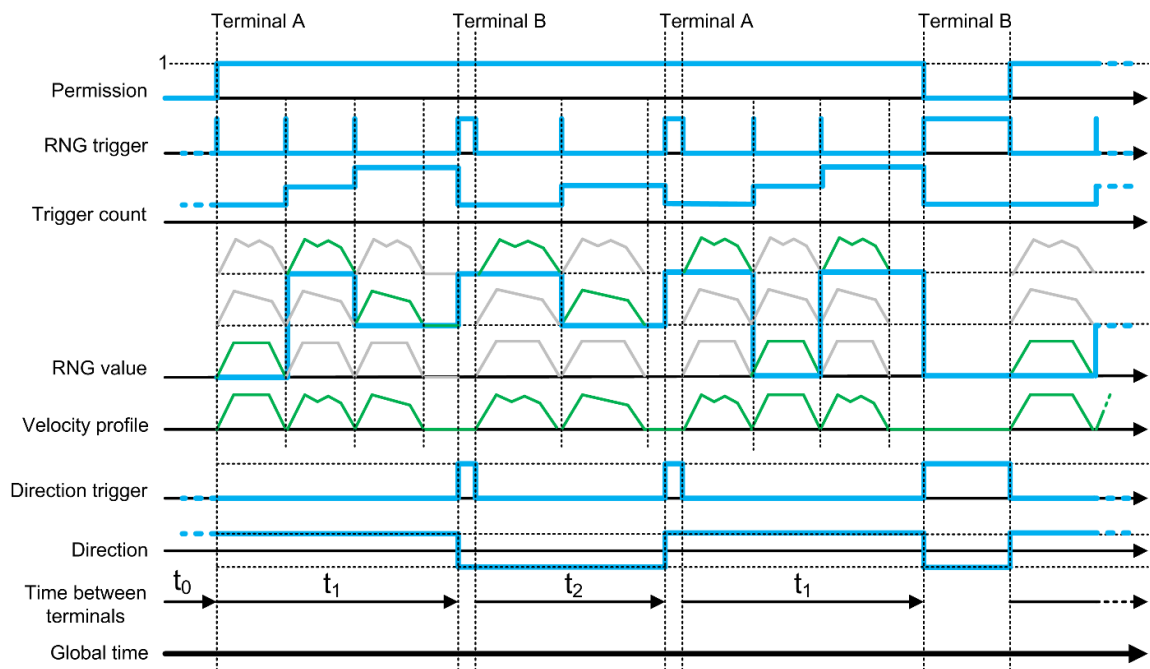 Terminal A Terminal B Terminal A Terminal B
1
Permission
RNG trigger
Trigger count
RNG value
Velocity profile
Direction trigger
Direction
t0 t1 t2 t1
Time between
terminals
Global time